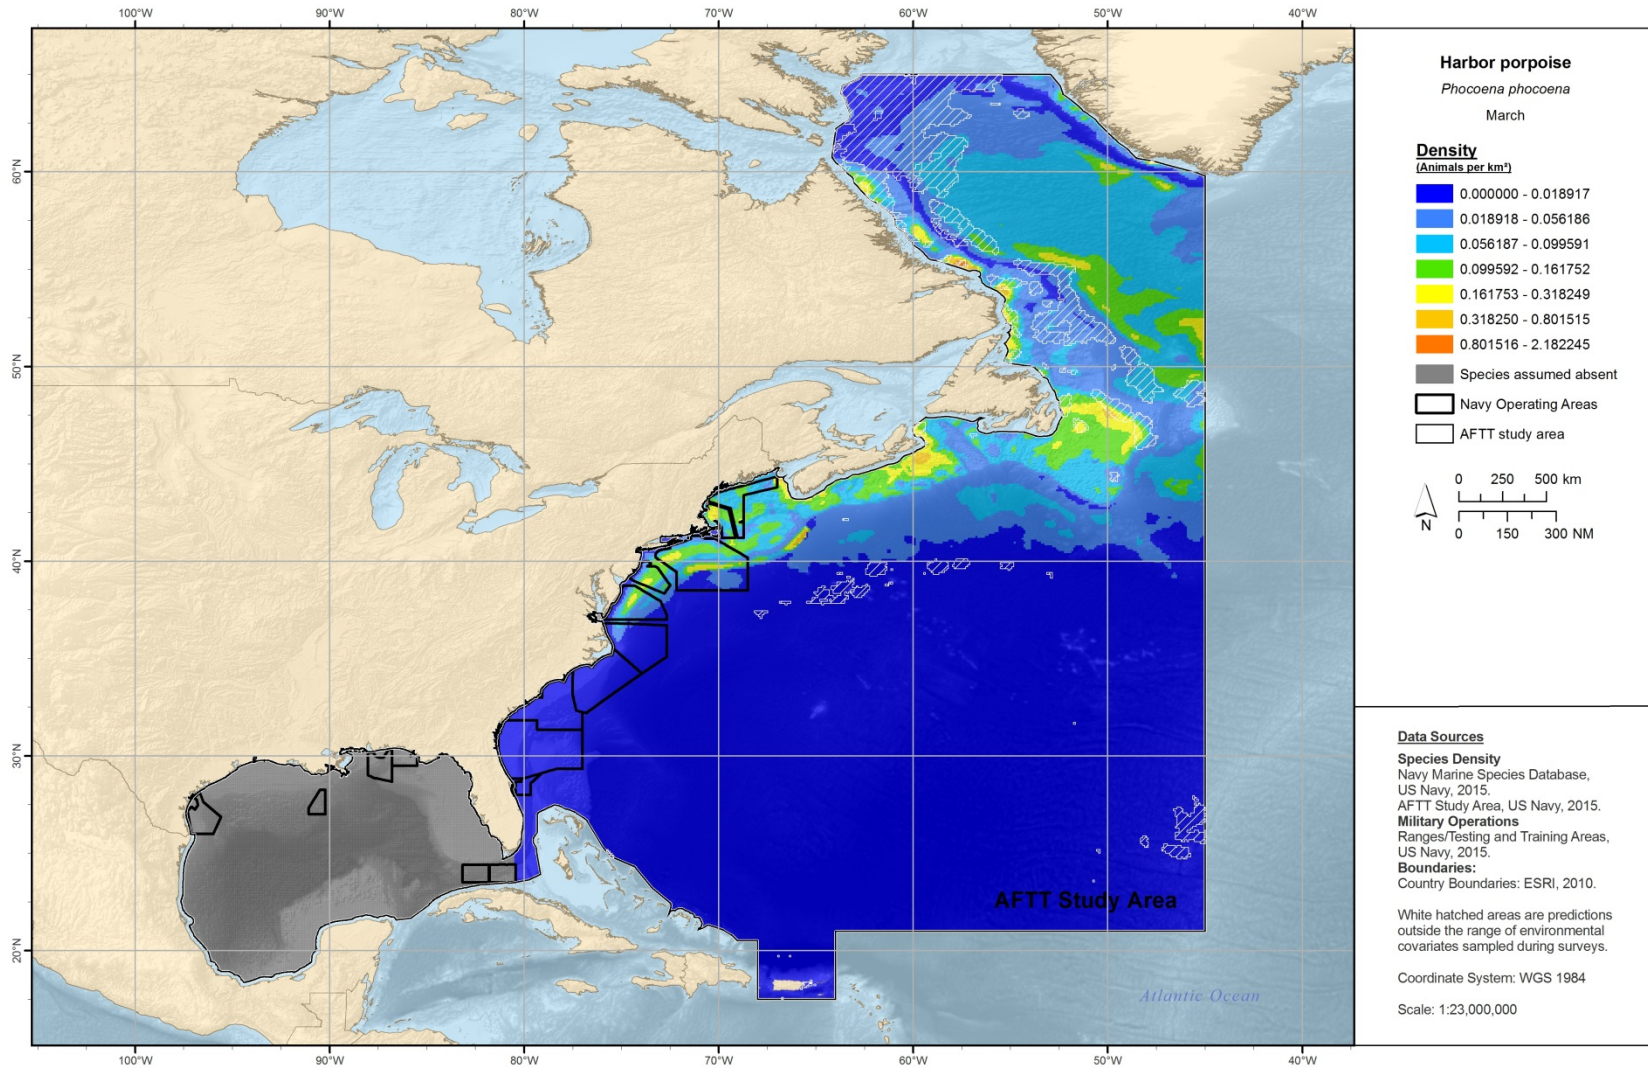 100°W
90°W
80°W
70°W
60°W
50°W
40°W
60°N
50°N
40°N
30°N
20°N
60°N
50°N
40°N
30°N
20°N
AFTT Study Area
Atlantic Ocean
100°W
90°W
80°W
70°W
60°W
50°W
40°W
Harbor porpoise
Phocoena phocoena
March
Density
(Animals per km²)
0.000000 - 0.018917
0.018918 - 0.056186
0.056187 - 0.099591
0.099592 - 0.161752
0.161753 - 0.318249
0.318250 - 0.801515
0.801516 - 2.182245
Species assumed absent
Navy Operating Areas
AFTT study area
N
0 250 500 km
0 150 300 NM
Data Sources
Species Density
Navy Marine Species Database,
US Navy, 2015.
AFTT Study Area, US Navy, 2015.
Military Operations
Ranges/Testing and Training Areas,
US Navy, 2015.
Boundaries:
Country Boundaries: ESRI, 2010.
White hatched areas are predictions
outside the range of environmental
covariates sampled during surveys.
Coordinate System: WGS 1984
Scale: 1:23,000,000